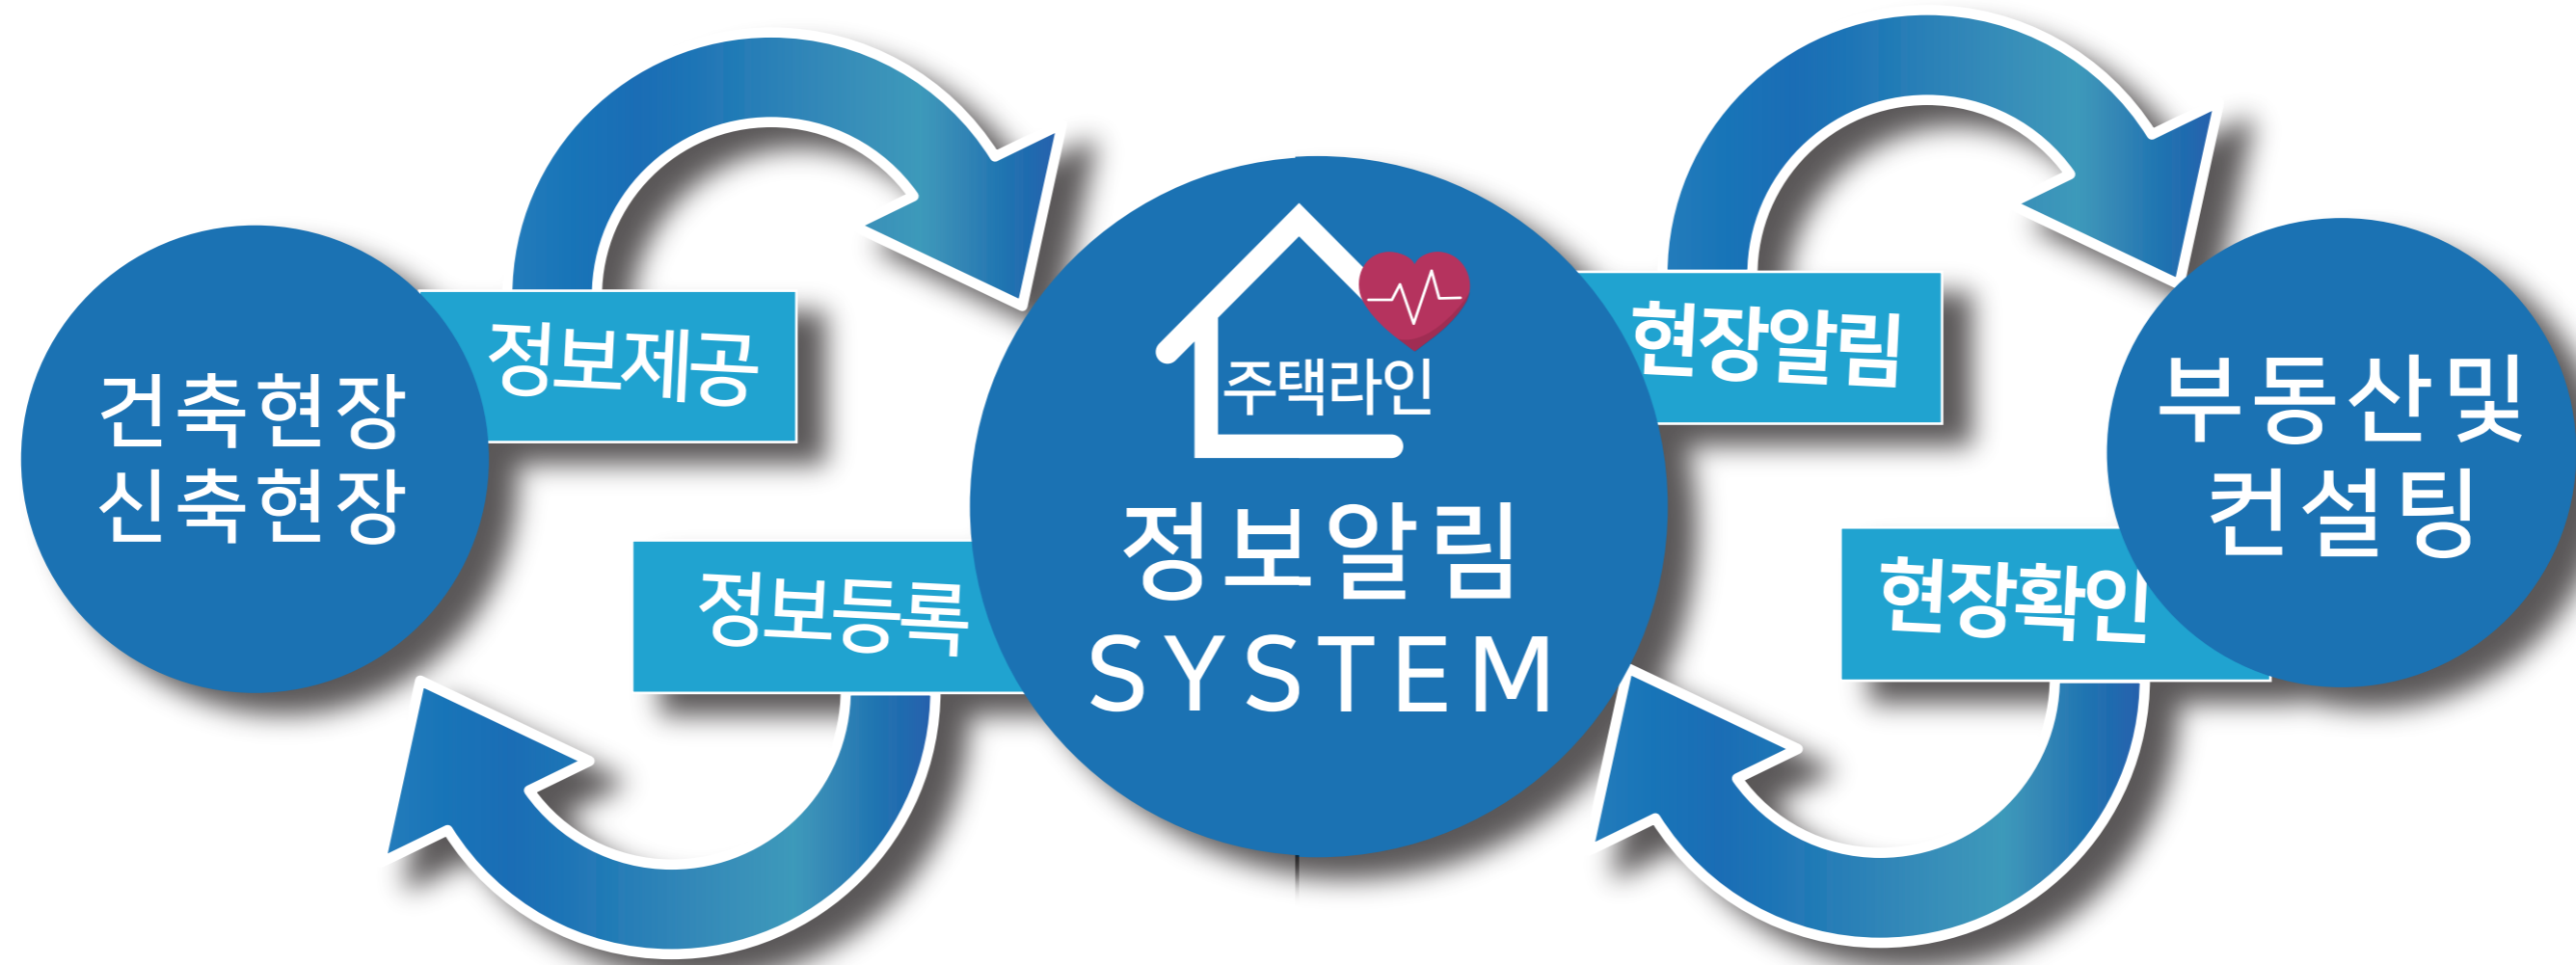 건축현장
신축현장
정보제공
정보등록
주택라인
정보알림
SYSTEM
현장알림
현장확인
부동산및
컨설팅